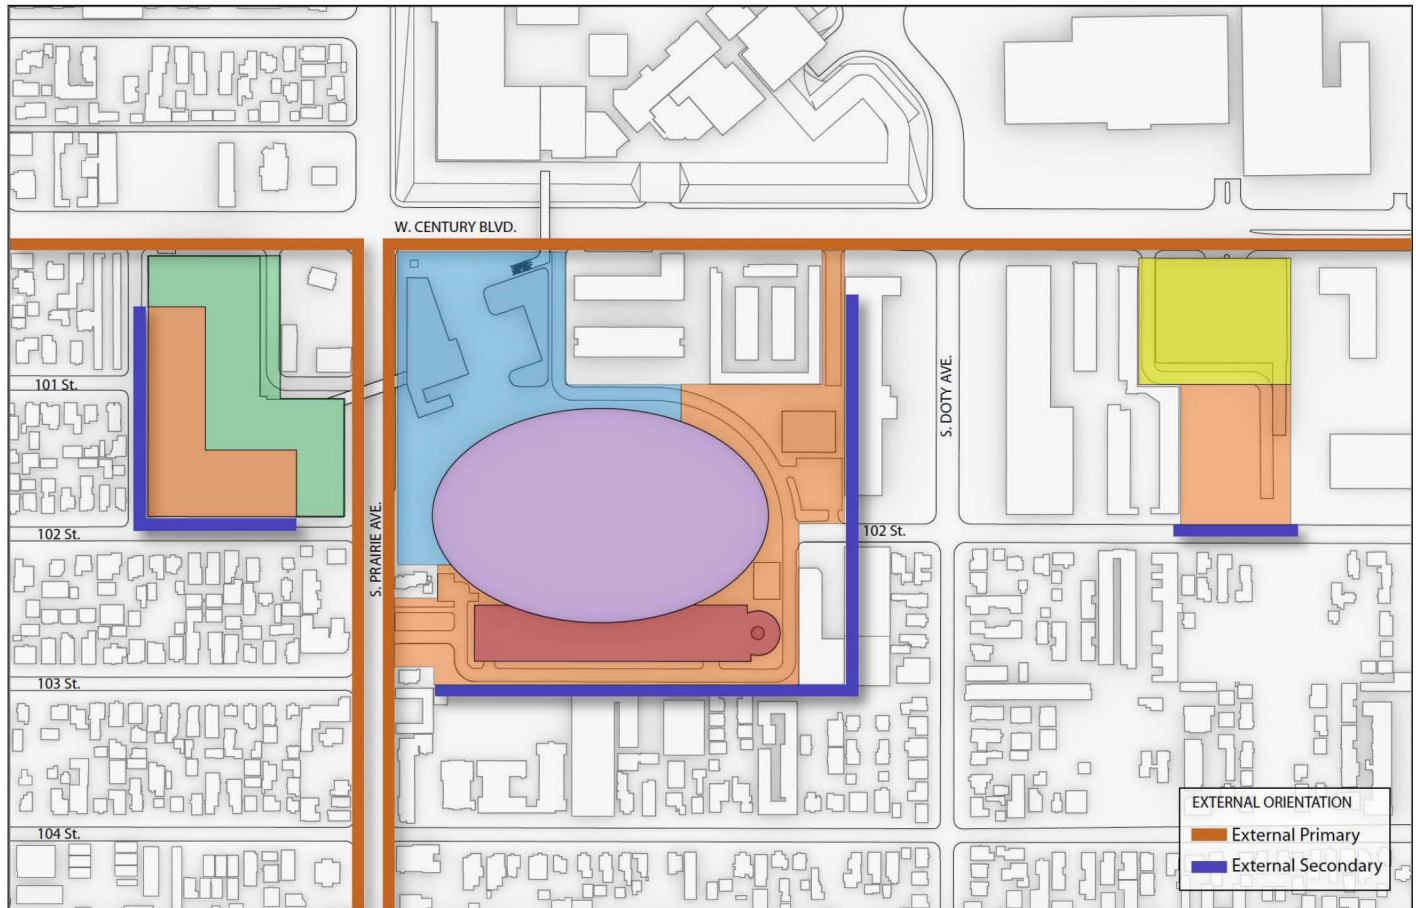 W. CENTURY BLVD.
101 St.
S. DOTY AVE.
S. PRAIRIE AVE.
102 St.
102 St.
103 St.
104 St.
EXTERNAL ORIENTATION
External Primary
External Secondary